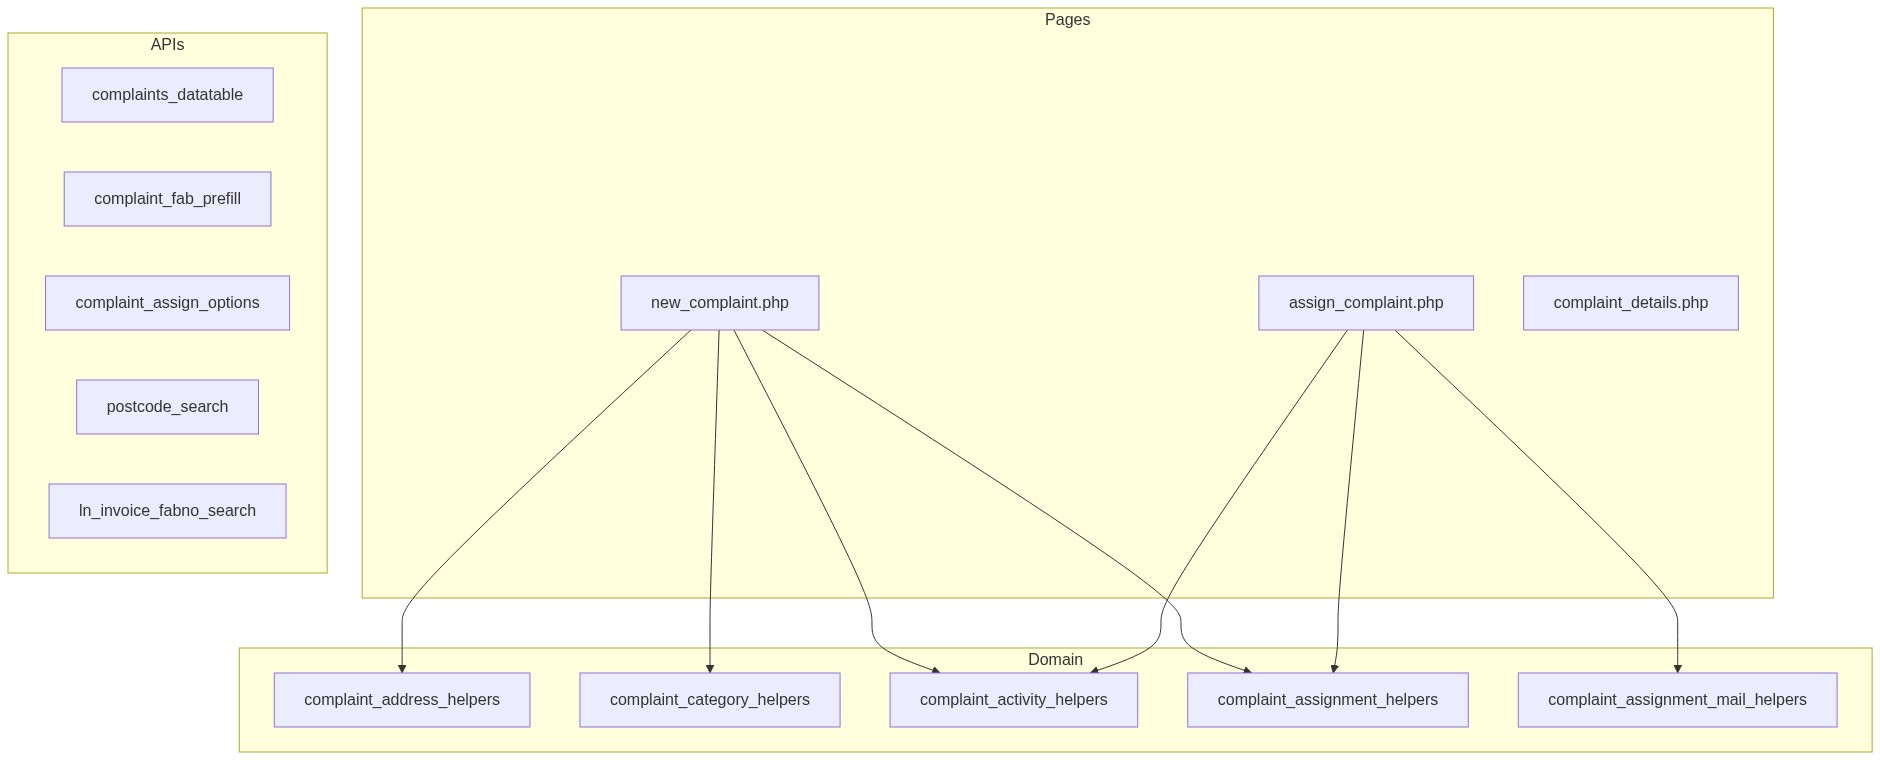 APIs
complaints_datatable
complaint_fab_prefill
complaint_assign_options
postcode_search
ln_invoice_fabno_search
Pages
new_complaint.php
assign_complaint.php
complaint_details.php
Domain
complaint_address_helpers
complaint_category_helpers
complaint_activity_helpers
complaint_assignment_helpers
complaint_assignment_mail_helpers